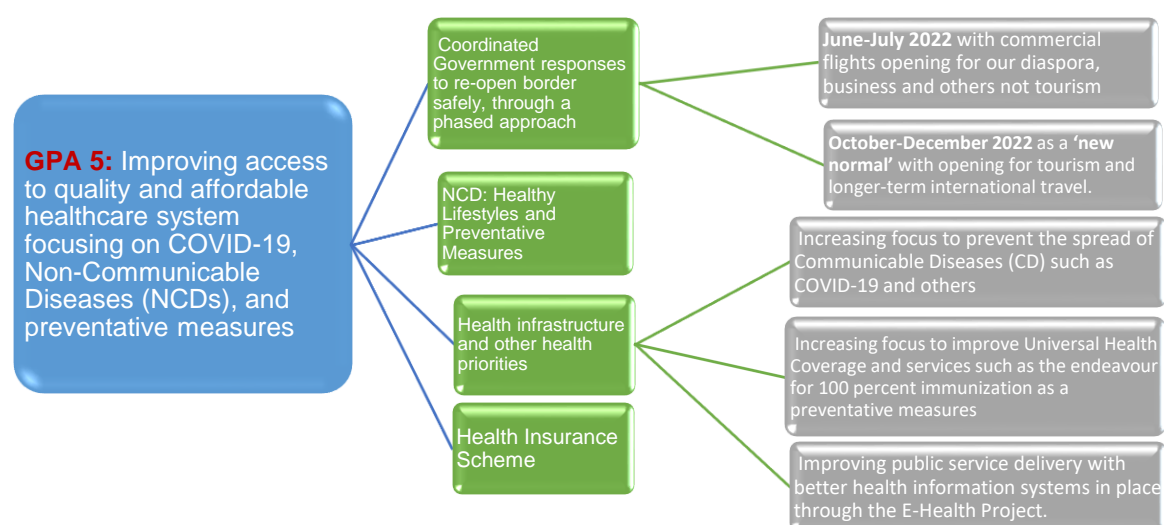 GPA 5: Improving access
to quality and affordable
healthcare system
focusing on COVID-19,
Non-Communicable
Diseases (NCDs), and
preventative measures
Coordinated
Government responses
to re-open border
safely, through a
phased approach
June-July 2022 with commercial
flights opening for our diaspora,
business and others not tourism
October-December 2022 as a ‘new
normal’ with opening for tourism and
longer-term international travel.
NCD: Healthy
Lifestyles and
Preventative
Measures
Health infrastructure
and other health
priorities
Increasing focus to prevent the spread of
Communicable Diseases (CD) such as
COVID-19 and others
Increasing focus to improve Universal Health
Coverage and services such as the endeavour
for 100 percent immunization as a
preventative measures
Improving public service delivery with
better health information systems in place
through the E-Health Project.
Health Insurance
Scheme